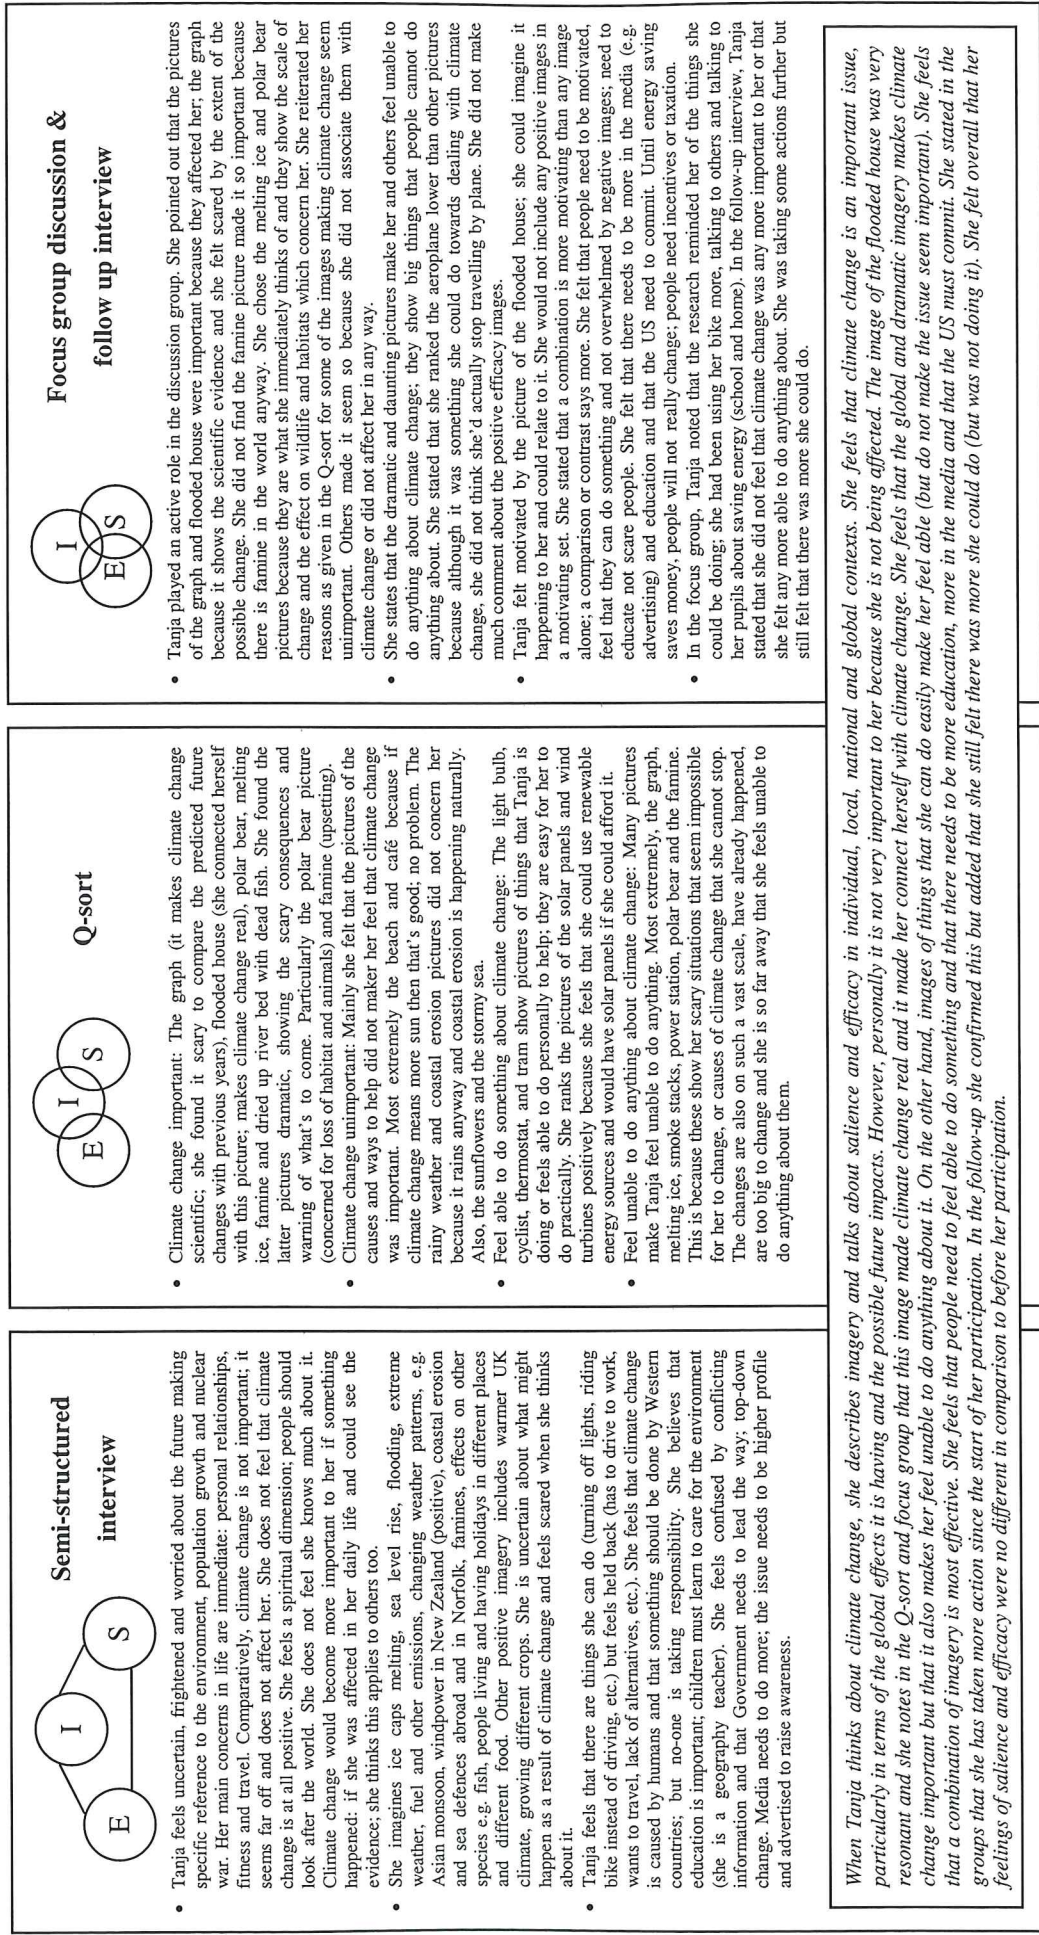 Semi-structured
interview
E
I
S
• Tanja feels uncertain, frightened and worried about the future making
specific reference to the environment, population growth and nuclear
war. Her main concerns in life are immediate: personal relationships,
fitness and travel. Comparatively, climate change is not important; it
seems far off and does not affect her. She does not feel that climate
change is at all positive. She feels a spiritual dimension; people should
look after the world. She does not feel she knows much about it.
Climate change would become more important to her if something
happened: if she was affected in her daily life and could see the
evidence; she thinks this applies to others too.
• She imagines ice caps melting, sea level rise, flooding, extreme
weather, fuel and other emissions, changing weather patterns, e.g.
Asian monsoon, windpower in New Zealand (positive), coastal erosion
and sea defences abroad and in Norfolk, famines, effects on other
species e.g. fish, people living and having holidays in different places
and different food. Other positive imagery includes warmer UK
climate, growing different crops. She is uncertain about what might
happen as a result of climate change and feels scared when she thinks
about it.
• Tanja feels that there are things she can do (turning off lights, riding
bike instead of driving, etc.) but feels held back (has to drive to work,
wants to travel, lack of alternatives, etc.). She feels that climate change
is caused by humans and that something should be done by Western
countries; but no-one is taking responsibility. She believes that
education is important; children must learn to care for the environment
(she is a geography teacher). She feels confused by conflicting
information and that Government needs to lead the way; top-down
change. Media needs to do more; the issue needs to be higher profile
and advertised to raise awareness.
Q-sort
E
I
S
• Climate change important: The graph (it makes climate change
scientific; she found it scary to compare the predicted future
changes with previous years), flooded house (she connected herself
with this picture; makes climate change real), polar bear, melting
ice, famine and dried up river bed with dead fish. She found the
latter pictures dramatic, showing the scary consequences and
warning of what's to come. Particularly the polar bear picture
(concerned for loss of habitat and animals) and famine (upsetting).
• Climate change unimportant: Mainly she felt that the pictures of the
causes and ways to help did not maker her feel that climate change
was important. Most extremely the beach and café because if
climate change means more sun then that's good; no problem. The
rainy weather and coastal erosion pictures did not concern her
because it rains anyway and coastal erosion is happening naturally.
Also, the sunflowers and the stormy sea.
• Feel able to do something about climate change: The light bulb,
cyclist, thermostat, and tram show pictures of things that Tanja is
doing or feels able to do personally to help; they are easy for her to
do practically. She ranks the pictures of the solar panels and wind
turbines positively because she feels that she could use renewable
energy sources and would have solar panels if she could afford it.
• Feel unable to do anything about climate change: Many pictures
make Tanja feel unable to do anything. Most extremely, the graph,
melting ice, smoke stacks, power station, polar bear and the famine.
This is because these show her scary situations that seem impossible
for her to change, or causes of climate change that she cannot stop.
The changes are also on such a vast scale, have already happened,
are too big to change and she is so far away that she feels unable to
do anything about them.
Focus group discussion &
follow up interview
I
E
S
• Tanja played an active role in the discussion group. She pointed out that the pictures
of the graph and flooded house were important because they affected her; the graph
because it shows the scientific evidence and she felt scared by the extent of the
possible change. She did not find the famine picture made it so important because
there is famine in the world anyway. She chose the melting ice and polar bear
pictures because they are what she immediately thinks of and they show the scale of
change and the effect on wildlife and habitats which concern her. She reiterated her
reasons as given in the Q-sort for some of the images making climate change seem
unimportant. Others made it seem so because she did not associate them with
climate change or did not affect her in any way.
• She states that the dramatic and daunting pictures make her and others feel unable to
do anything about climate change; they show big things that people cannot do
anything about. She stated that she ranked the aeroplane lower than other pictures
because although it was something she could do towards dealing with climate
change, she did not think she'd actually stop travelling by plane. She did not make
much comment about the positive efficacy images.
• Tanja felt motivated by the picture of the flooded house; she could imagine it
happening to her and could relate to it. She would not include any positive images in
a motivating set. She stated that a combination is more motivating than any image
alone; a comparison or contrast says more. She felt that people need to be motivated,
feel that they can do something and not overwhelmed by negative images; need to
educate not scare people. She felt that there needs to be more in the media (e.g.
advertising) and education and that the US need to commit. Until energy saving
saves money, people will not really change; people need incentives or taxation.
• In the focus group, Tanja noted that the research reminded her of the things she
could be doing; she had been using her bike more, talking to others and talking to
her pupils about saving energy (school and home). In the follow-up interview, Tanja
stated that she did not feel that climate change was any more important to her or that
she felt any more able to do anything about. She was taking some actions further but
still felt that there was more she could do.
When Tanja thinks about climate change, she describes imagery and talks about salience and efficacy in individual, local, national and global contexts. She feels that climate change is an important issue,
particularly in terms of the global effects it is having and the possible future impacts. However, personally it is not very important to her because she is not being affected. The image of the flooded house was very
resonant and she notes in the Q-sort and focus group that this image made climate change real and it made her connect herself with climate change. She feels that the global and dramatic imagery makes climate
change important but that it also makes her feel unable to do anything about it. On the other hand, images of things that she can do easily make her feel able (but do not make the issue seem important). She feels
that a combination of imagery is most effective. She feels that people need to feel able to do something and that there needs to be more education, more in the media and that the US must commit. She stated in the
groups that she has taken more action since the start of her participation. In the follow-up she confirmed this but added that she still felt there was more she could do (but was not doing it). She felt overall that her
feelings of salience and efficacy were no different in comparison to before her participation.